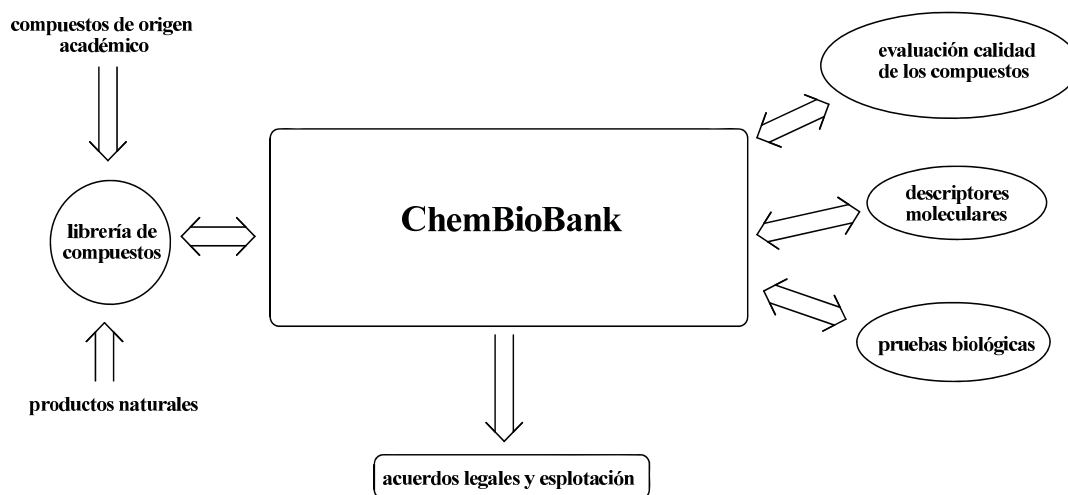 compuestos de origen
académico
librería de
compuestos
productos naturales
ChemBioBank
evaluación calidad
de los compuestos
descriptores
moleculares
pruebas biológicas
acuerdos legales y esplotación